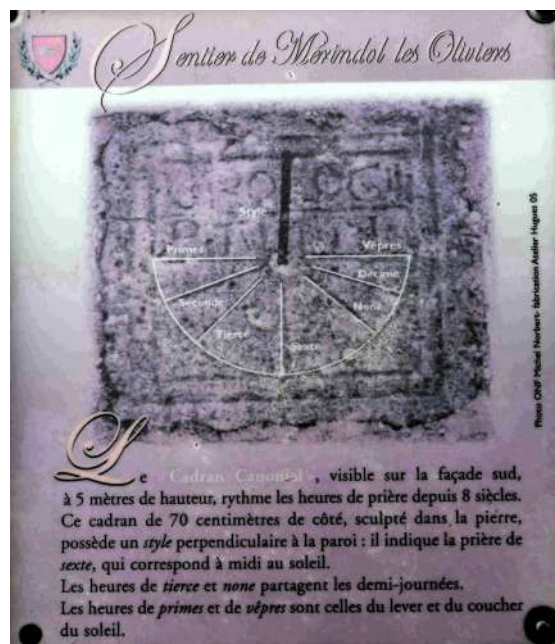 Sentier de Mérindol les Oliviers
Style
Primes
Vêpres
Décime
Seconde
None
Tierce
Sexte
Le Cadran Canonial, visible sur la façade sud,
à 5 mètres de hauteur, rythme les heures de prière depuis 8 siècles.
Ce cadran de 70 centimètres de côté, sculpté dans la pierre,
possède un style perpendiculaire à la paroi : il indique la prière de
sexte, qui correspond à midi au soleil.
Les heures de tierce et none partagent les demi-journées.
Les heures de primes et de vêpres sont celles du lever et du coucher
du soleil.
Photo ONF Michel Norbert- fabrication Atelier Hugues 05